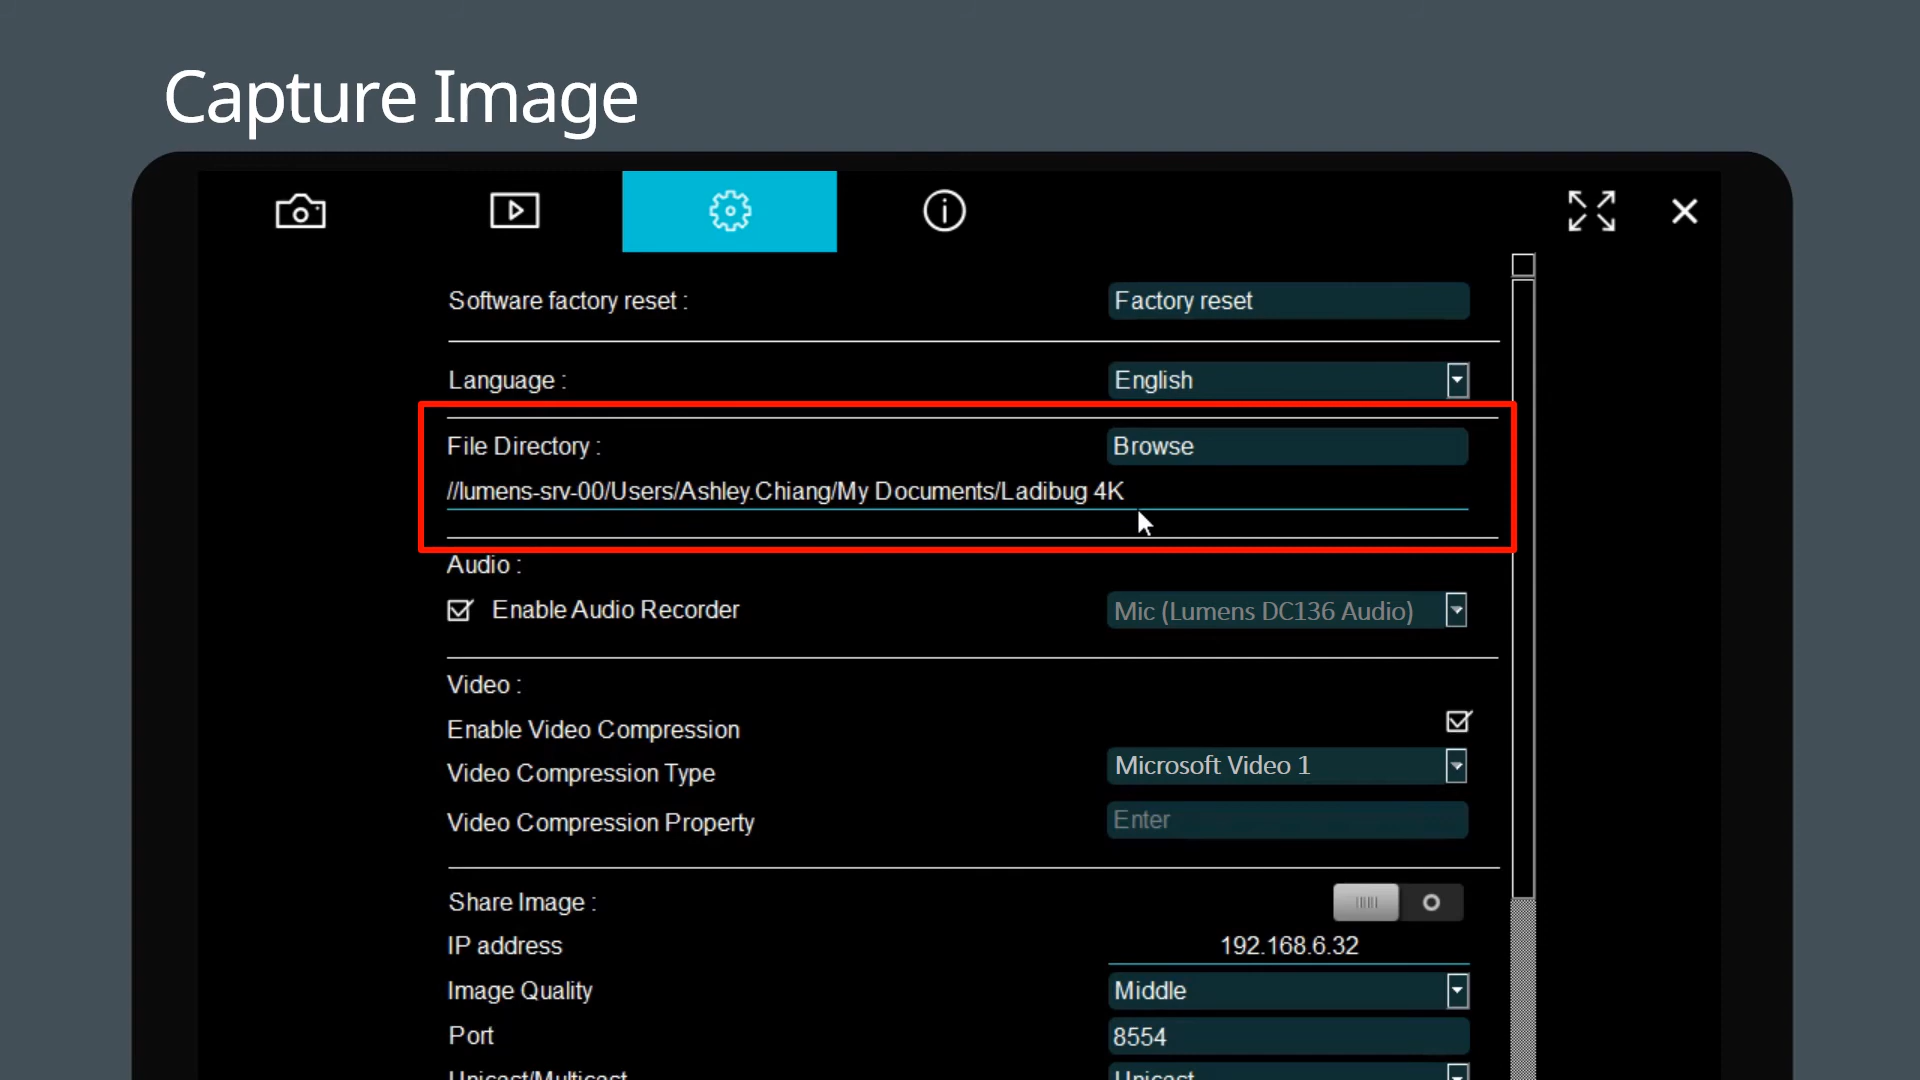 Capture Image
Software factory reset :
Factory reset
Language :
English
File Directory :
Browse
//lumens-srv-00/Users/Ashley.Chiang/My Documents/Ladibug 4K
Audio :
Enable Audio Recorder
Mic (Lumens DC136 Audio)
Video :
Enable Video Compression
Video Compression Type
Microsoft Video 1
Video Compression Property
Enter
Share Image :
IP address
192.168.6.32
Image Quality
Middle
Port
8554
Unicast/Multicast
Unicast